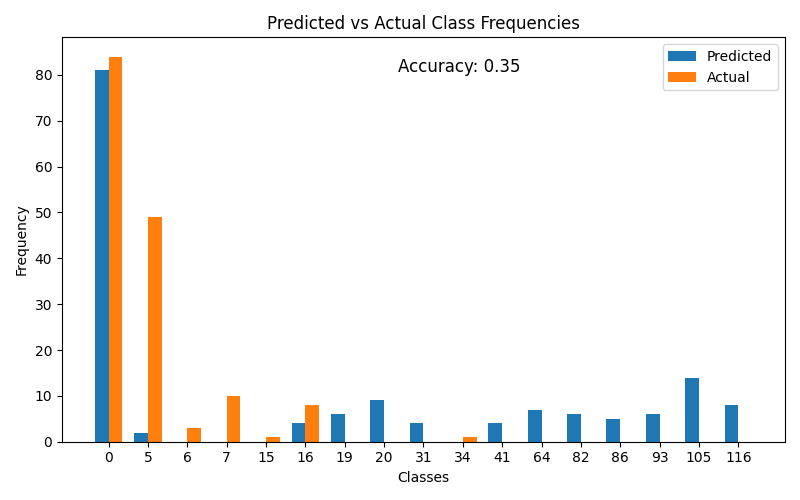 Predicted vs Actual Class Frequencies
Accuracy: 0.35
Predicted
Actual
Frequency
80
70
60
50
40
30
20
10
0
0 5 6 7 15 16 19 20 31 34 41 64 82 86 93 105 116
Classes